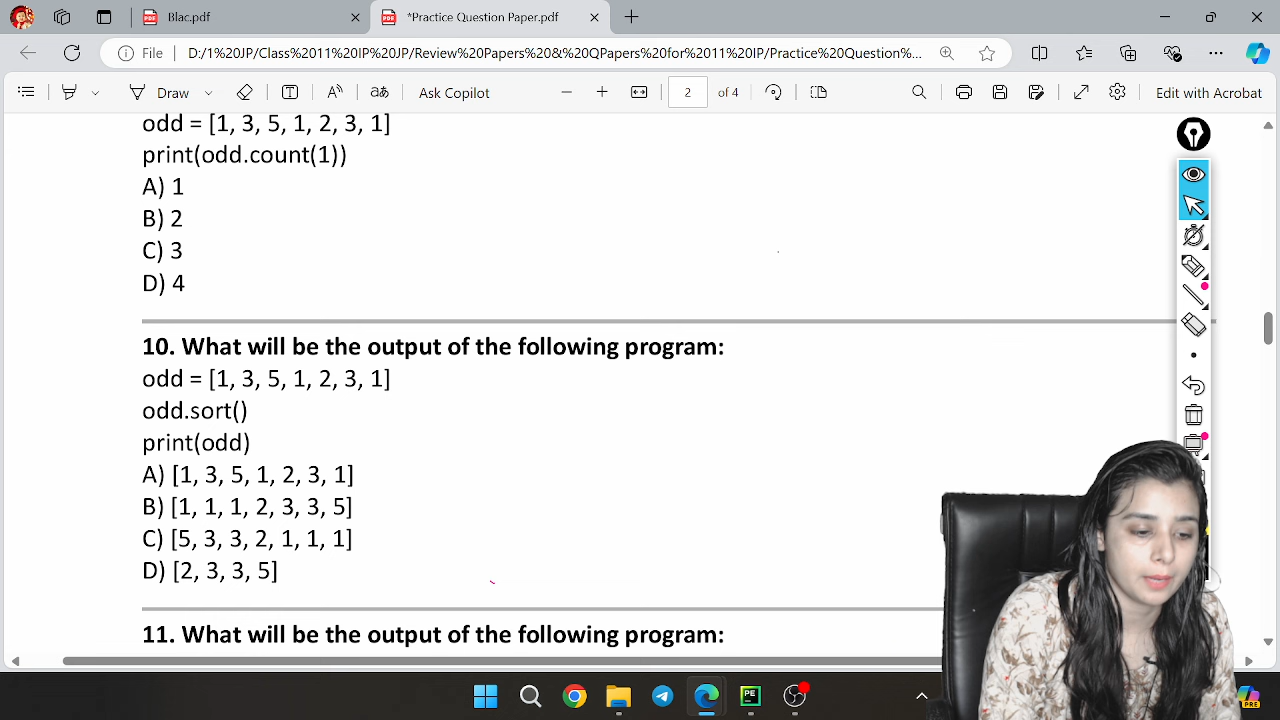 Blac.pdf
*Practice Question Paper.pdf
File
D:/1%20JP/Class%2011%20IP%20JP/Review%20Papers%20&%20QPapers%20for%2011%20IP/Practice%20Question%...
Draw
Ask Copilot
2
of 4
Edit with Acrobat
odd = [1, 3, 5, 1, 2, 3, 1]
print(odd.count(1))
A) 1
B) 2
C) 3
D) 4
10. What will be the output of the following program:
odd = [1, 3, 5, 1, 2, 3, 1]
odd.sort()
print(odd)
A) [1, 3, 5, 1, 2, 3, 1]
B) [1, 1, 1, 2, 3, 3, 5]
C) [5, 3, 3, 2, 1, 1, 1]
D) [2, 3, 3, 5]
11. What will be the output of the following program: